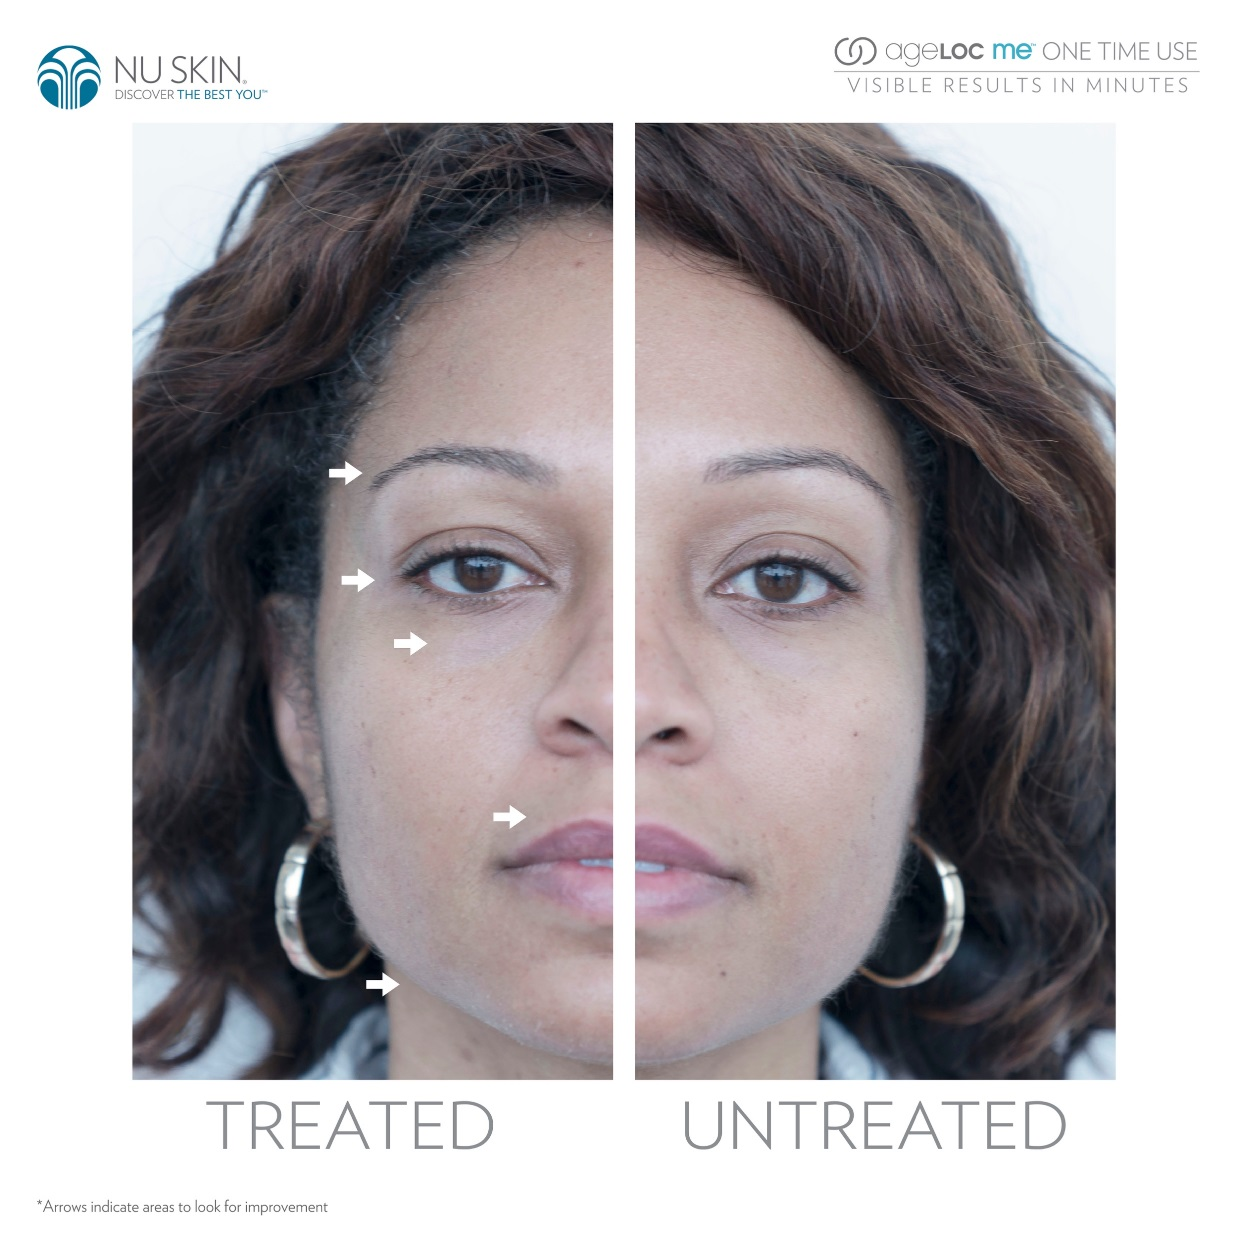 NU SKIN®
DISCOVER THE BEST YOU™
ageLOC me™ ONE TIME USE
VISIBLE RESULTS IN MINUTES
TREATED
UNTREATED
*Arrows indicate areas to look for improvement